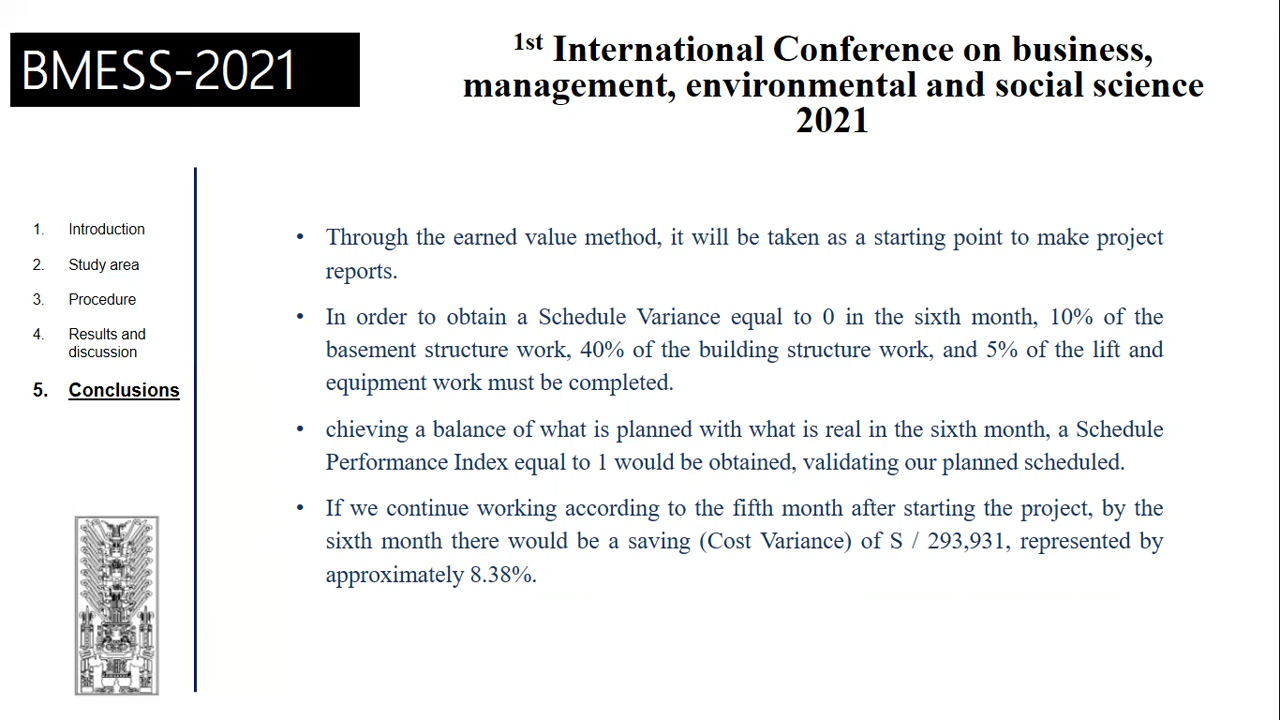 BMESS-2021
1st International Conference on business,
management, environmental and social science
2021
1. Introduction
2. Study area
3. Procedure
4. Results and
discussion
5. Conclusions
• Through the earned value method, it will be taken as a starting point to make project
reports.
• In order to obtain a Schedule Variance equal to 0 in the sixth month, 10% of the
basement structure work, 40% of the building structure work, and 5% of the lift and
equipment work must be completed.
• chieving a balance of what is planned with what is real in the sixth month, a Schedule
Performance Index equal to 1 would be obtained, validating our planned scheduled.
• If we continue working according to the fifth month after starting the project, by the
sixth month there would be a saving (Cost Variance) of S / 293,931, represented by
approximately 8.38%.